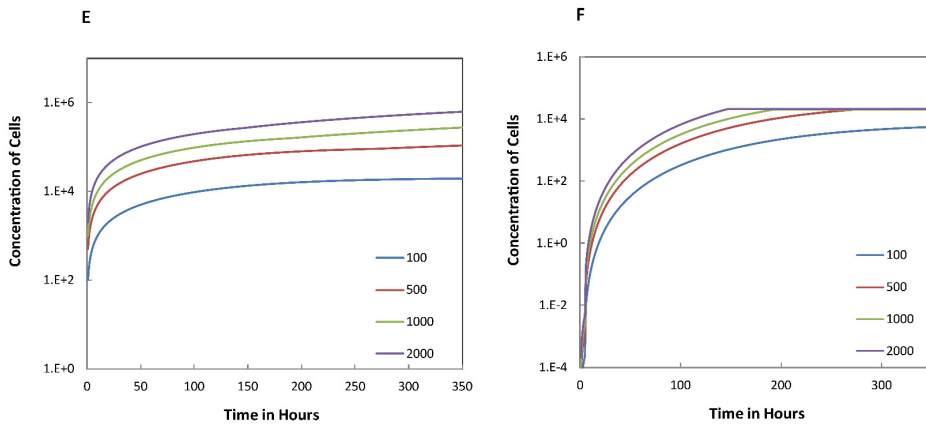 E
Concentration of Cells
1.E+6
1.E+4
1.E+2
1.E+0
0 50 100 150 200 250 300 350
Time in Hours
100
500
1000
2000
F
Concentration of Cells
1.E+6
1.E+4
1.E+2
1.E+0
1.E-2
1.E-4
0 100 200 300
Time in Hours
100
500
1000
2000